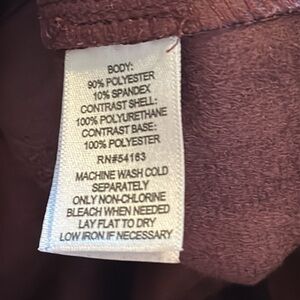 BODY:
90% POLYESTER
10% SPANDEX
CONTRAST SHELL:
100% POLYURETHANE
CONTRAST BASE:
100% POLYESTER
RN#54163
MACHINE WASH COLD
SEPARATELY
ONLY NON-CHLORINE
BLEACH WHEN NEEDED
LAY FLAT TO DRY
LOW IRON IF NECESSARY